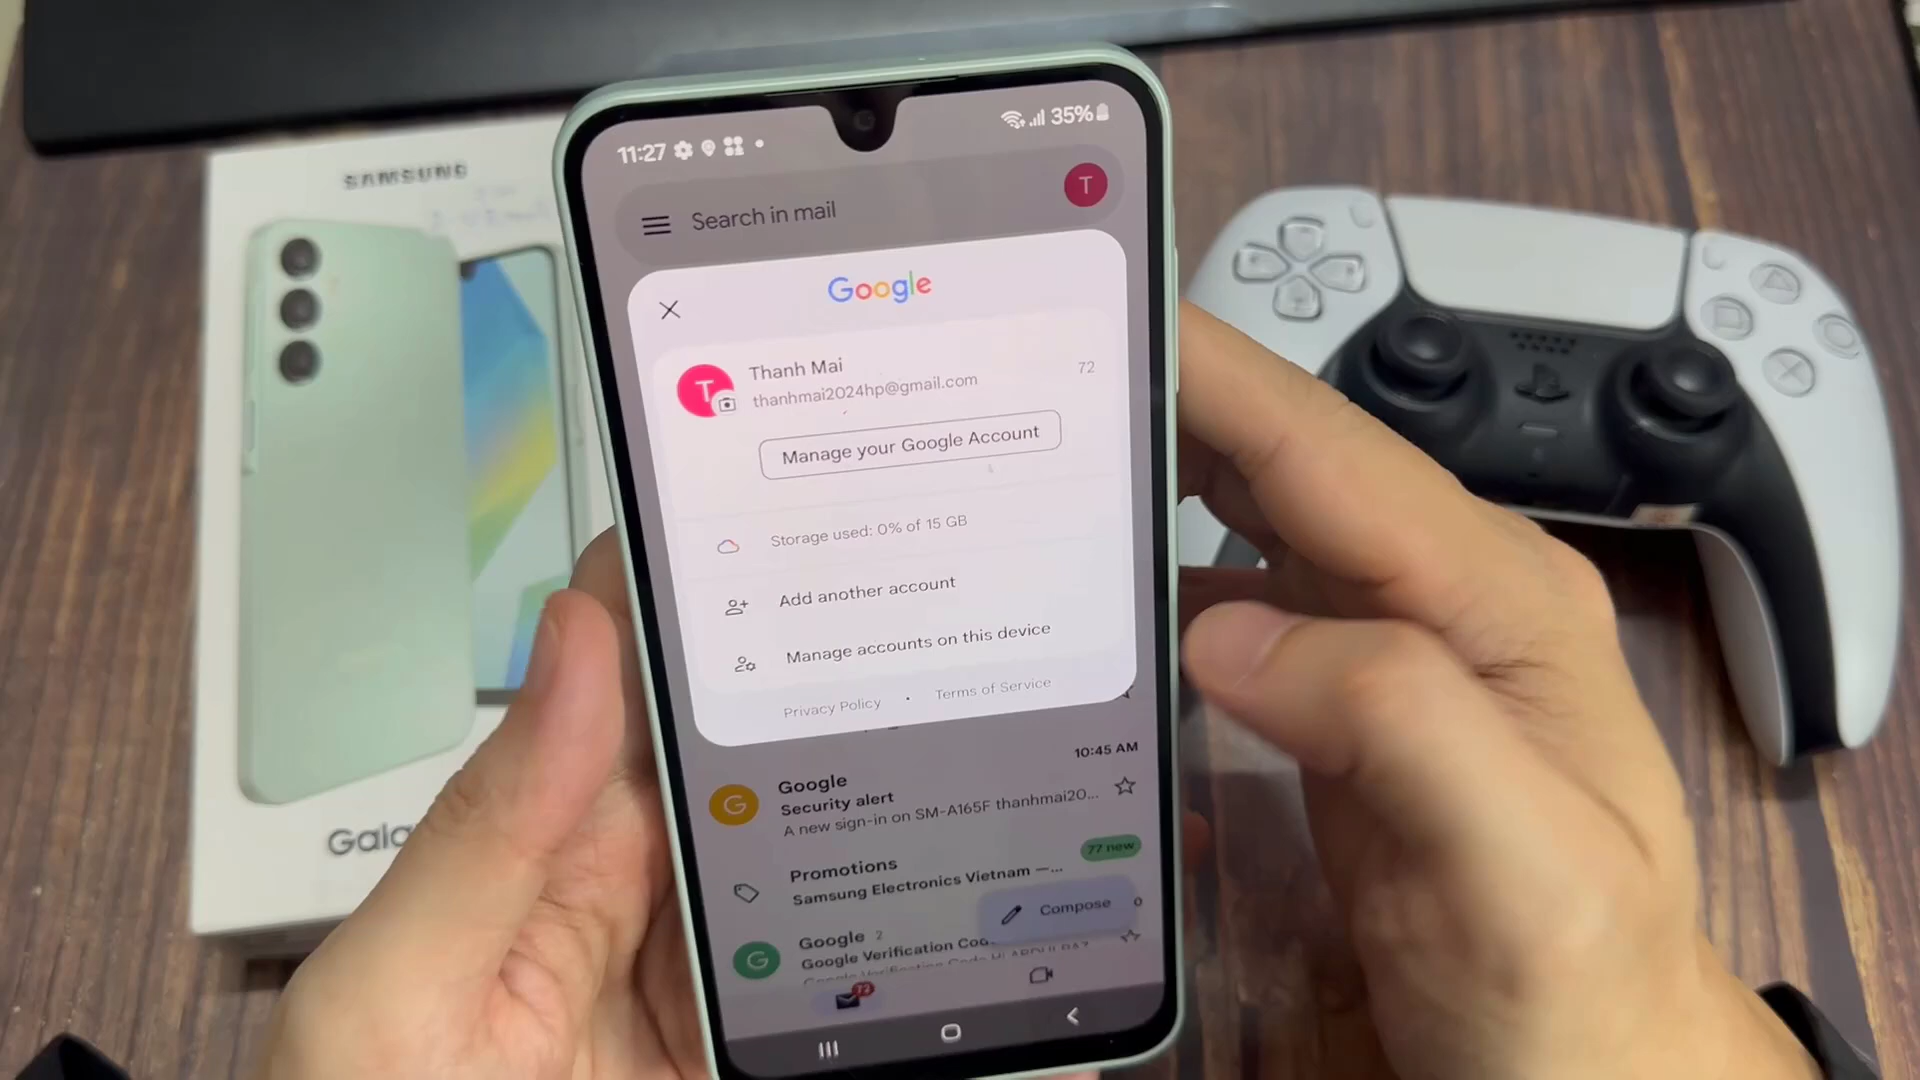 SAMSUNG
11:27
35%
Search in mail
T
Google
T
Thanh Mai
72
thanhmai2024hp@gmail.com
Manage your Google Account
Storage used: 0% of 15 GB
Add another account
Manage accounts on this device
Privacy Policy • Terms of Service
10:45 AM
G
Google
Security alert
A new sign-in on SM-A165F thanhmai20...
Promotions
77 new
Samsung Electronics Vietnam —...
Compose
G
Google 2
Google Verification Cod
Gala